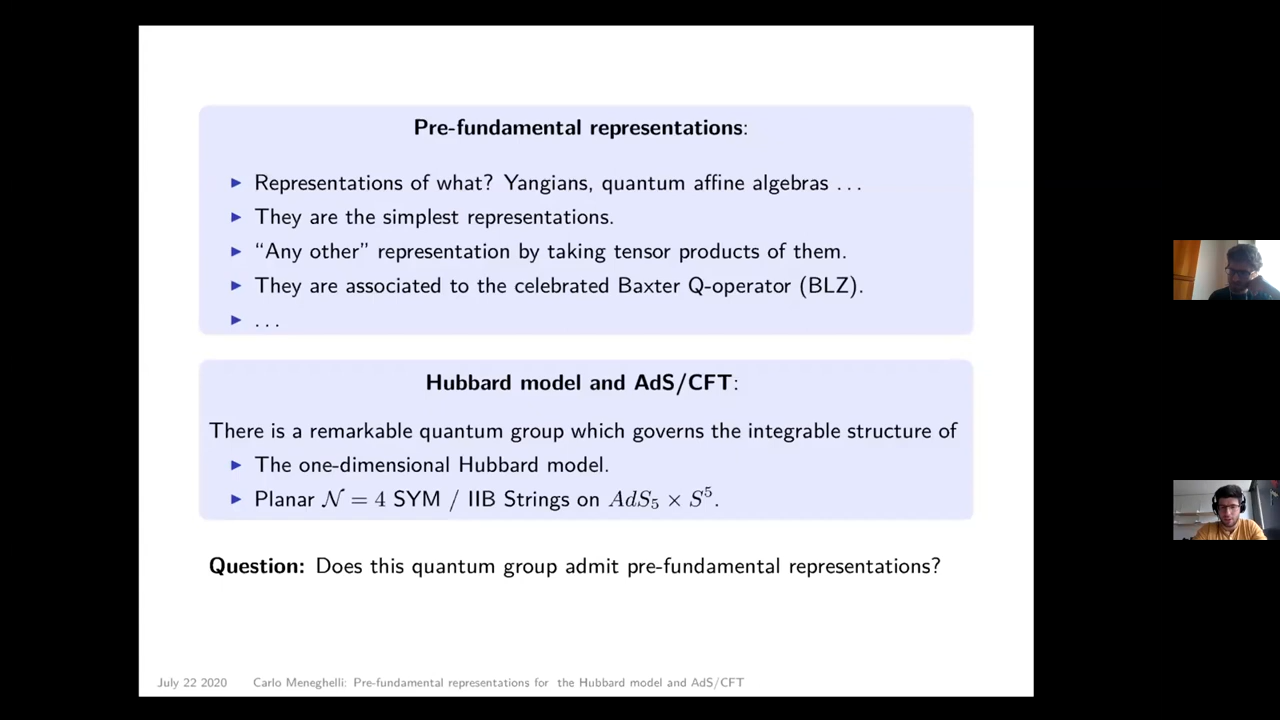 Pre-fundamental representations:
▶ Representations of what? Yangians, quantum affine algebras ...
▶ They are the simplest representations.
▶ “Any other” representation by taking tensor products of them.
▶ They are associated to the celebrated Baxter Q-operator (BLZ).
▶ ...
Hubbard model and AdS/CFT:
There is a remarkable quantum group which governs the integrable structure of
▶ The one-dimensional Hubbard model.
▶ Planar 𝒩 = 4 SYM / IIB Strings on AdS₅ × S⁵.
Question: Does this quantum group admit pre-fundamental representations?
July 22 2020 Carlo Meneghelli: Pre-fundamental representations for the Hubbard model and AdS/CFT